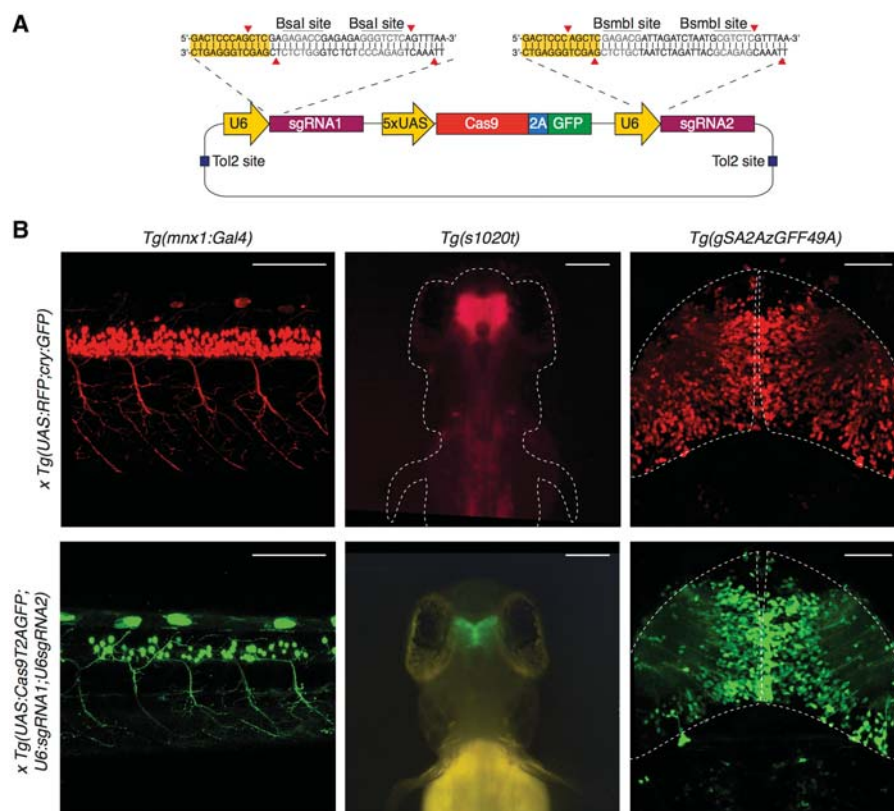 A
BsaI site BsaI site
5'-GACTCCCAGCTCGAGAGACCGAGAGAGGGTCTCAGTTTAA-3'
3'-CTGAGGGTCGAGCTCTCTGGGTCTCTCCCAGAGTCAAATT
BsmbI site BsmbI site
5'-GACTCCCAGCTCGAGACGATTAGATCTAATGCGTCTCGTTTAA-3'
3'-CTGAGGGTCGAGCTCTGCTAATCTAGATTACGCAGAGCAAATT
U6 sgRNA1 5xUAS Cas9 2A GFP U6 sgRNA2
Tol2 site Tol2 site
B
Tg(mnx1:Gal4) Tg(s1020t) Tg(gSA2AzGFF49A)
x Tg(UAS:RFP;cry:GFP)
x Tg(UAS:Cas9T2AGFP;
U6:sgRNA1;U6sgRNA2)